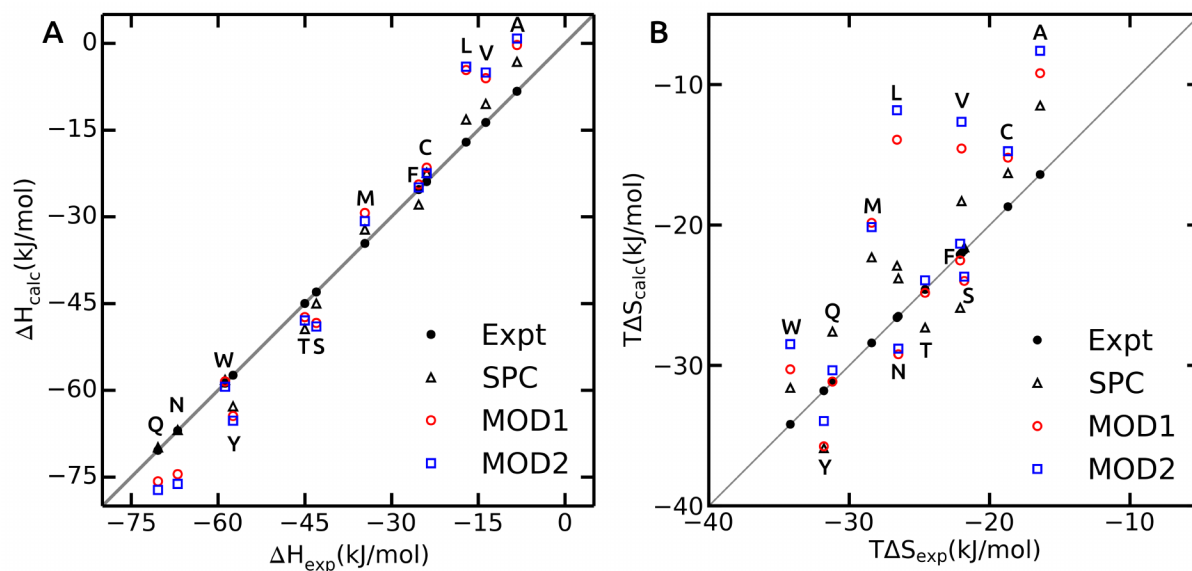 A
B
0
−15
−30
−45
−60
−75
ΔHcalc(kJ/mol)
L
V
A
C
F
M
T S
W
N
Q
Y
Expt
SPC
MOD1
MOD2
−75 −60 −45 −30 −15 0
ΔHexp(kJ/mol)
−10
−20
−30
−40
TΔScalc(kJ/mol)
A
L
V
C
M
F
S
Q
W
T
N
Y
Expt
SPC
MOD1
MOD2
−40 −30 −20 −10
TΔSexp(kJ/mol)